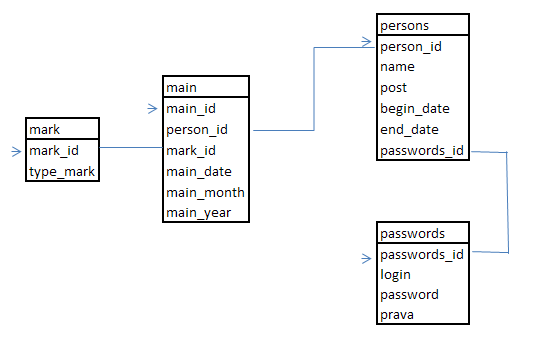 mark
mark_id
type_mark
main
main_id
person_id
mark_id
main_date
main_month
main_year
persons
person_id
name
post
begin_date
end_date
passwords_id
passwords
passwords_id
login
password
prava